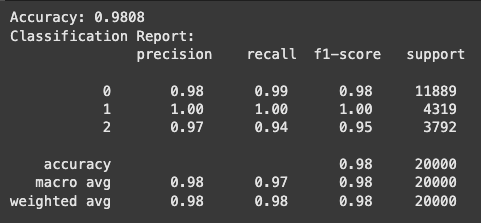 Accuracy: 0.9808
Classification Report:
precision recall f1-score support
0 0.98 0.99 0.98 11889
1 1.00 1.00 1.00 4319
2 0.97 0.94 0.95 3792
accuracy 0.98 20000
macro avg 0.98 0.97 0.98 20000
weighted avg 0.98 0.98 0.98 20000